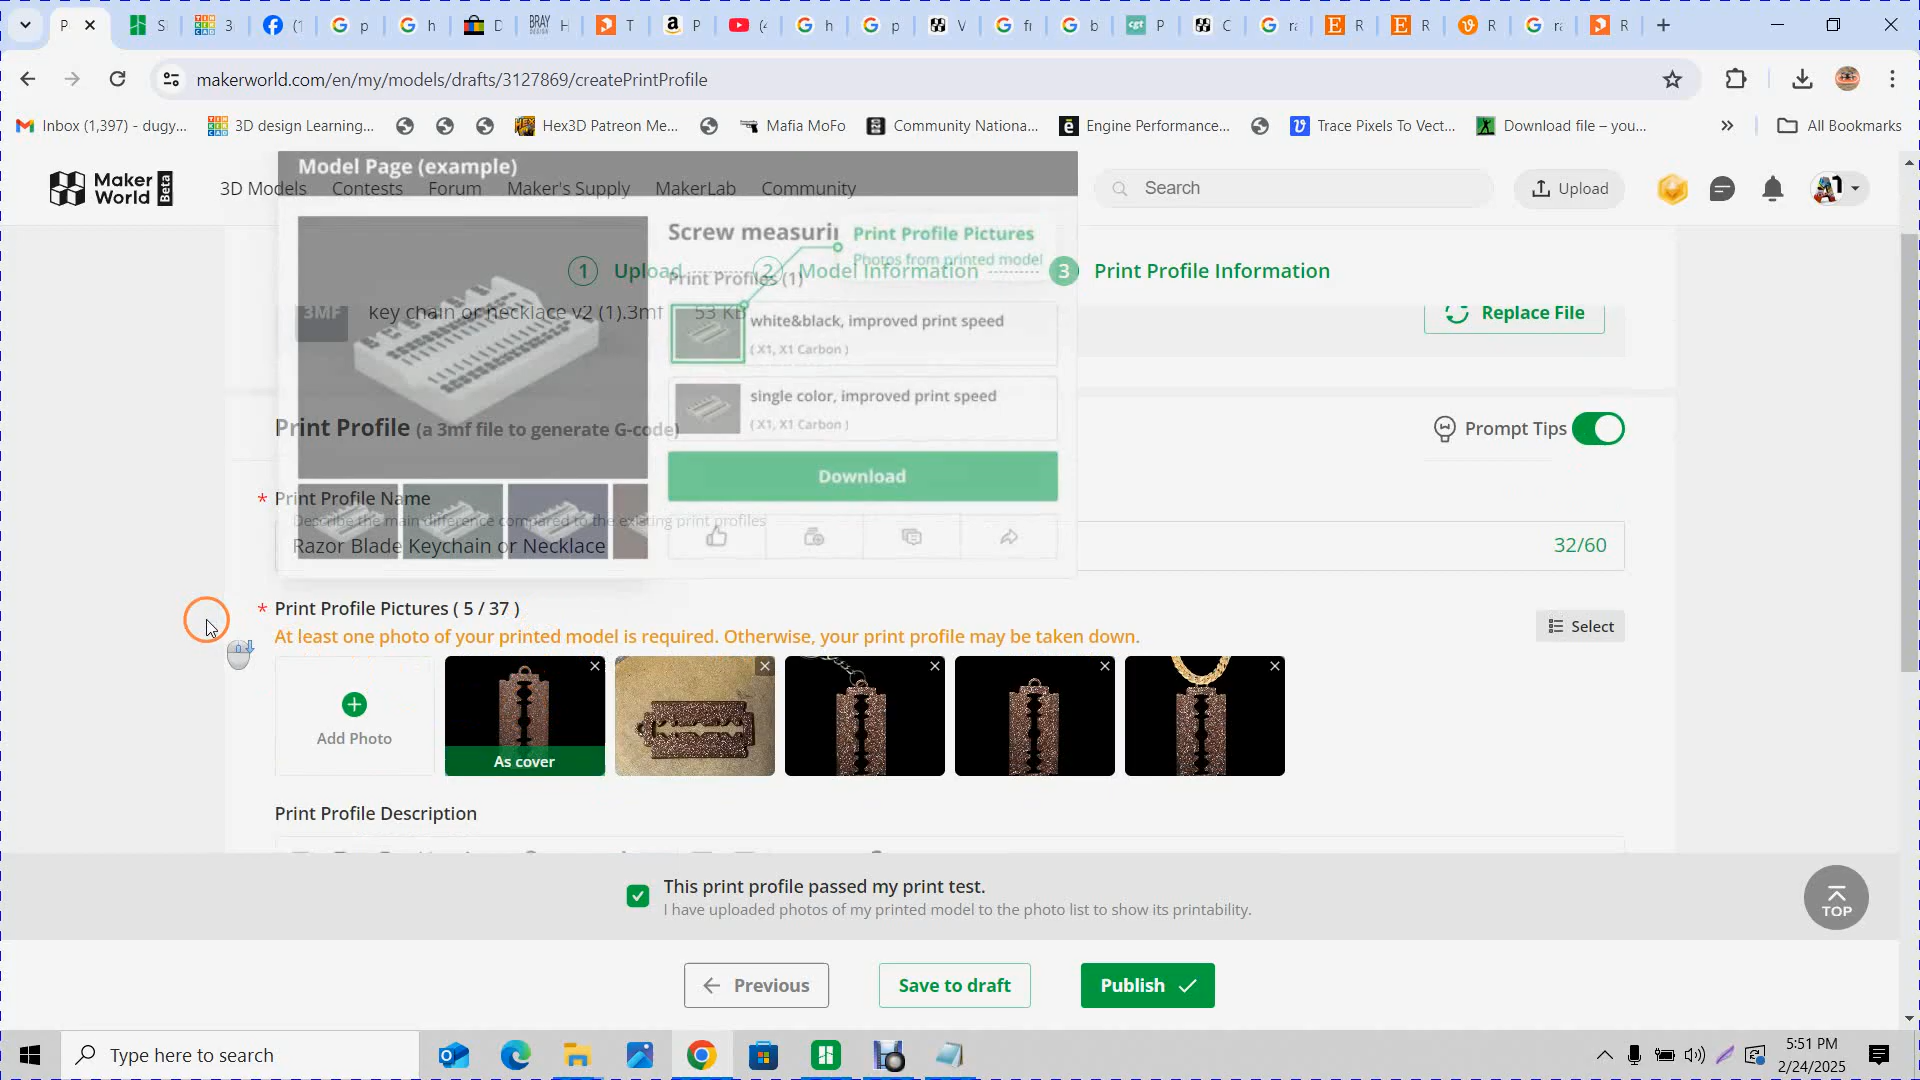 P
S
3
(1
p
h
D
BRAY
DESIGN
H
T
P
(4
h
p
V
fi
b
P
C
ra
R
R
R
ra
R
makerworld.com/en/my/models/drafts/3127869/createPrintProfile
Inbox (1,397) - dugy...
3D design Learning...
Hex3D Patreon Me...
Mafia MoFo
Community Nationa...
Engine Performance...
Trace Pixels To Vect...
Download file – you...
All Bookmarks
Maker
World
Beta
3D Models
Contests
Forum
Maker's Supply
MakerLab
Community
Search
Upload
Model Page (example)
Screw measuri
Print Profile Pictures
Photos from printed model
Print Profiles (1)
1
Upload
2
Model Information
3
Print Profile Information
3MF
key chain or necklace v2 (1).3mf
53 KB
Replace File
white&black, improved print speed
( X1, X1 Carbon )
single color, improved print speed
( X1, X1 Carbon )
Download
Print Profile (a 3mf file to generate G-code)
Prompt Tips
* Print Profile Name
Describe the main difference compared to the existing print profiles
Razor Blade Keychain or Necklace
32/60
* Print Profile Pictures ( 5 / 37 )
At least one photo of your printed model is required. Otherwise, your print profile may be taken down.
Select
Add Photo
As cover
Print Profile Description
This print profile passed my print test.
I have uploaded photos of my printed model to the photo list to show its printability.
TOP
Previous
Save to draft
Publish
Type here to search
5:51 PM
2/24/2025